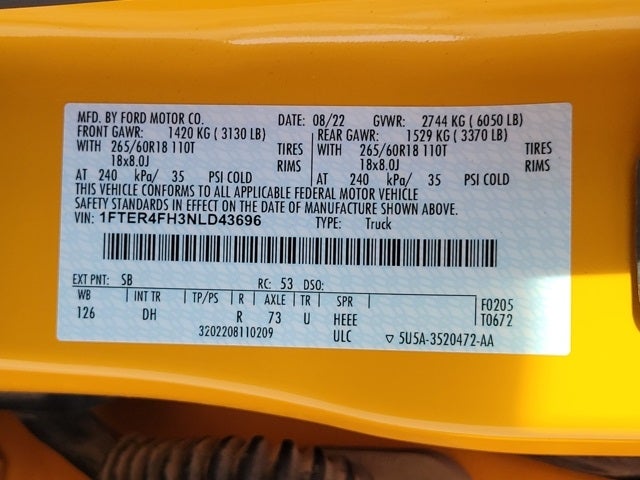 MFD. BY FORD MOTOR CO. DATE: 08/22 GVWR: 2744 KG ( 6050 LB)
FRONT GAWR: 1420 KG ( 3130 LB) REAR GAWR: 1529 KG ( 3370 LB)
WITH 265/60R18 110T TIRES WITH 265/60R18 110T TIRES
18x8.0J RIMS 18x8.0J RIMS
AT 240 kPa/ 35 PSI COLD AT 240 kPa/ 35 PSI COLD
THIS VEHICLE CONFORMS TO ALL APPLICABLE FEDERAL MOTOR VEHICLE
SAFETY STANDARDS IN EFFECT ON THE DATE OF MANUFACTURE SHOWN ABOVE.
VIN: 1FTER4FH3NLD43696 TYPE: Truck
EXT PNT: SB RC: 53 DSO:
WB INT TR TP/PS R AXLE TR SPR F0205
126 DH R 73 U HEEE T0672
3202208110209 ULC ▽ 5U5A-3520472-AA